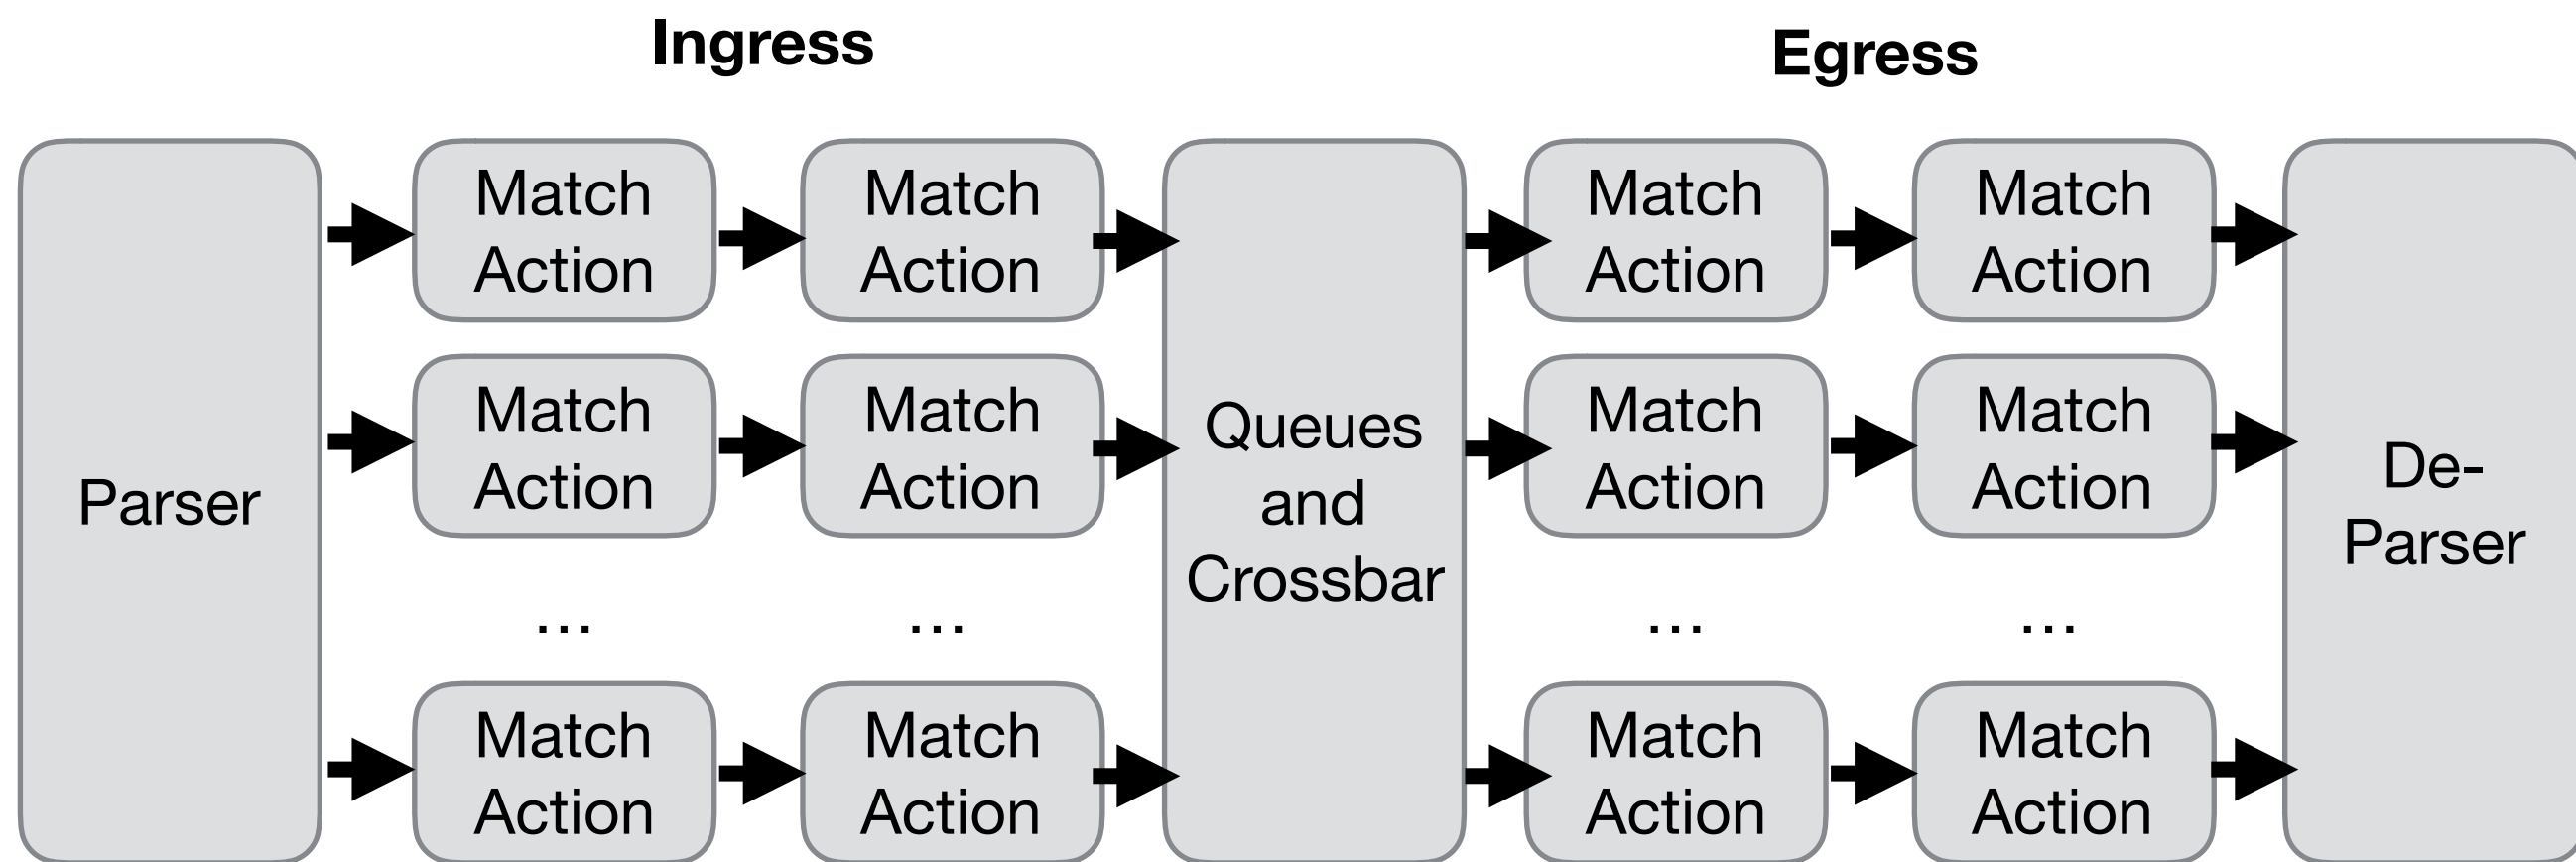 Ingress
Egress
Parser
Match
Action
Match
Action
Queues
and
Crossbar
Match
Action
Match
Action
De-
Parser
Match
Action
Match
Action
Match
Action
Match
Action
...
...
...
...
Match
Action
Match
Action
Match
Action
Match
Action